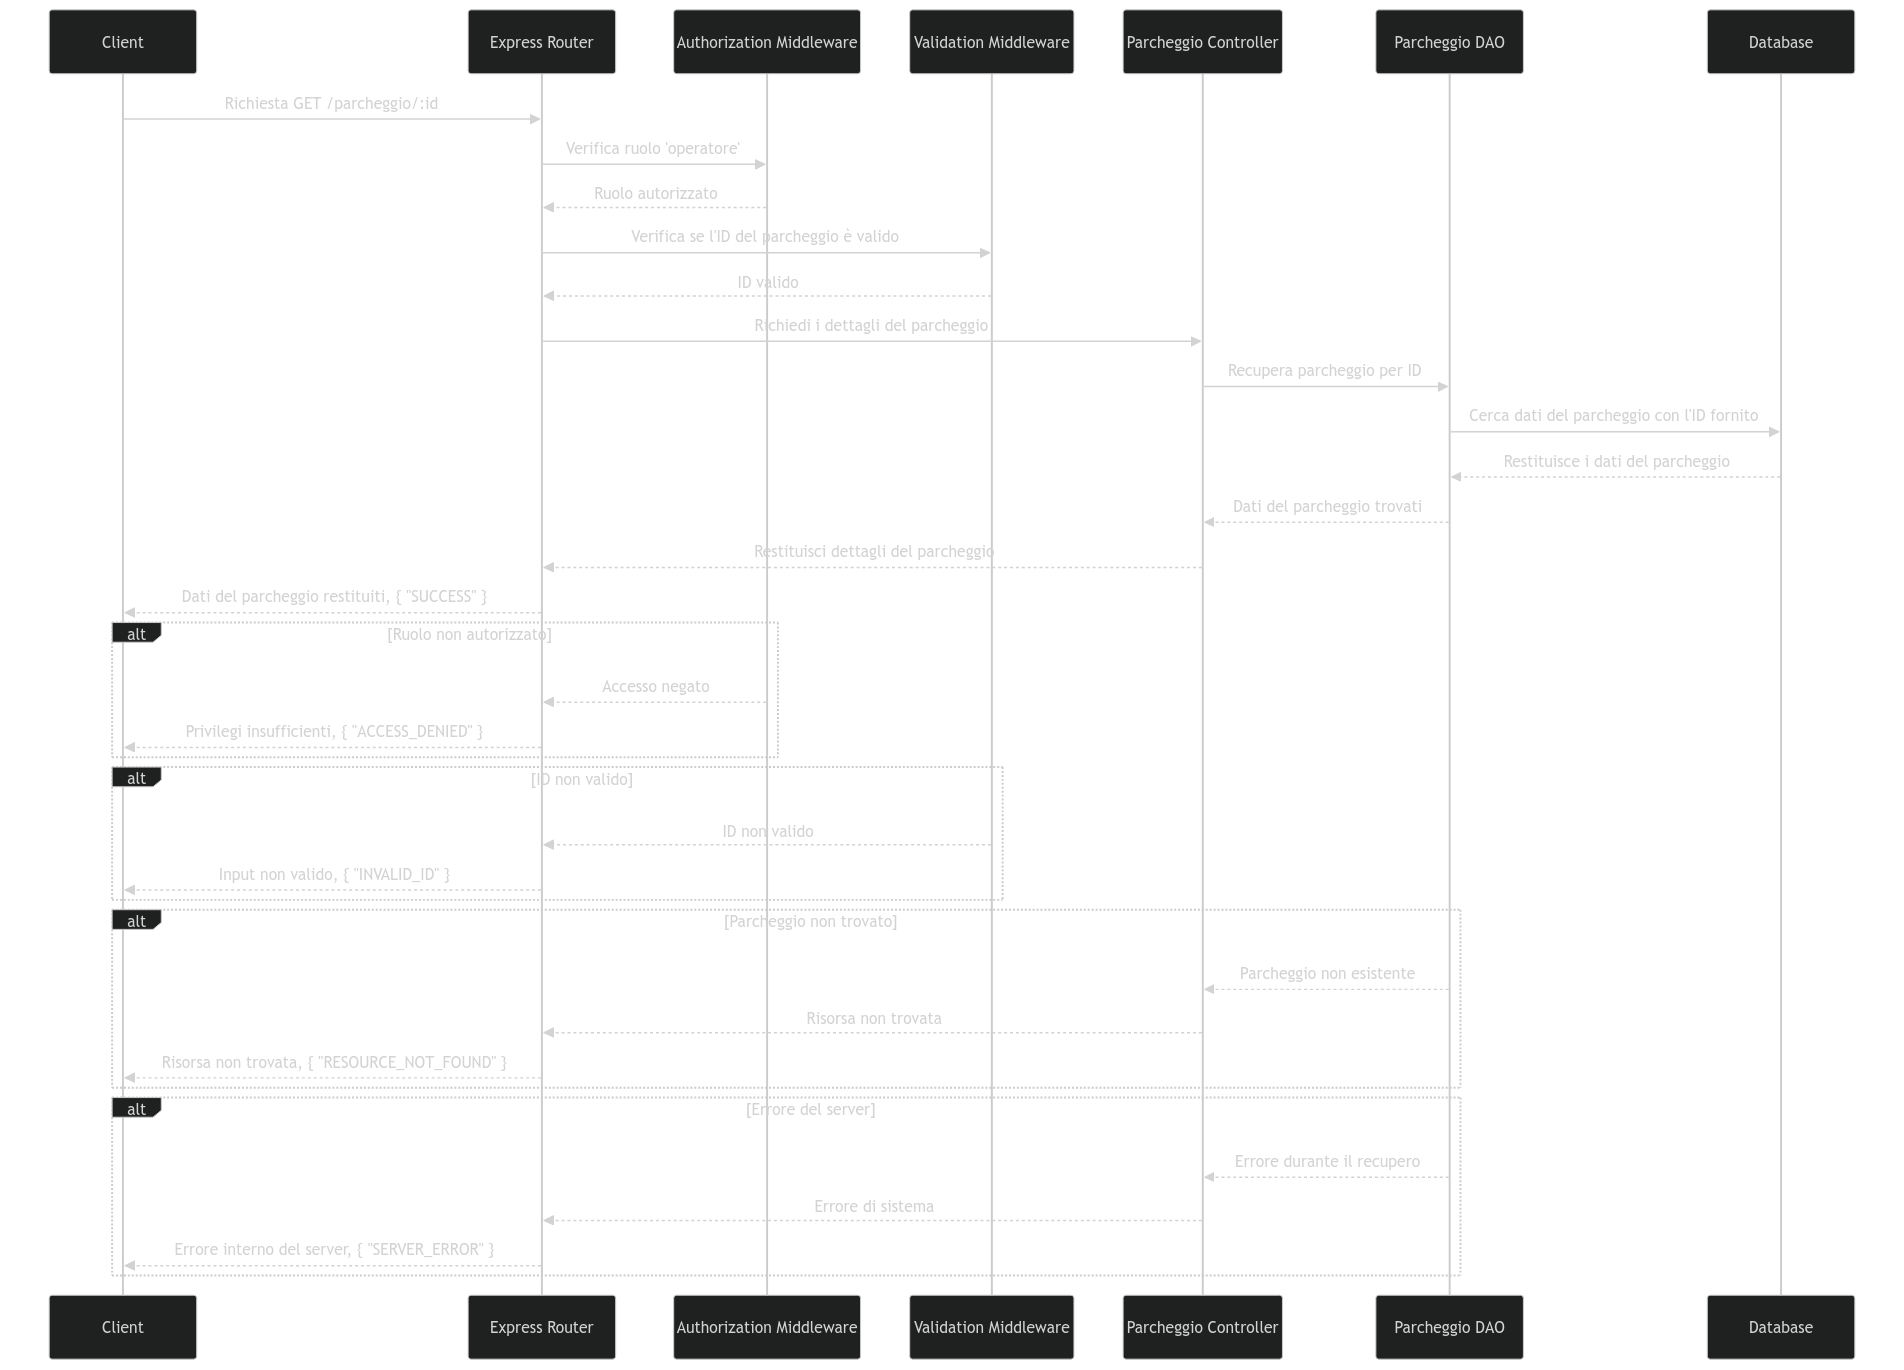 Client
Express Router
Authorization Middleware
Validation Middleware
Parcheggio Controller
Parcheggio DAO
Database
Richiesta GET /parcheggio/:id
Verifica ruolo 'operatore'
Ruolo autorizzato
Verifica se l'ID del parcheggio è valido
ID valido
Richiedi i dettagli del parcheggio
Recupera parcheggio per ID
Cerca dati del parcheggio con l'ID fornito
Restituisce i dati del parcheggio
Dati del parcheggio trovati
Restituisci dettagli del parcheggio
Dati del parcheggio restituiti, { "SUCCESS" }
alt
[Ruolo non autorizzato]
Accesso negato
Privilegi insufficienti, { "ACCESS_DENIED" }
alt
[ID non valido]
ID non valido
Input non valido, { "INVALID_ID" }
alt
[Parcheggio non trovato]
Parcheggio non esistente
Risorsa non trovata
Risorsa non trovata, { "RESOURCE_NOT_FOUND" }
alt
[Errore del server]
Errore durante il recupero
Errore di sistema
Errore interno del server, { "SERVER_ERROR" }
Client
Express Router
Authorization Middleware
Validation Middleware
Parcheggio Controller
Parcheggio DAO
Database